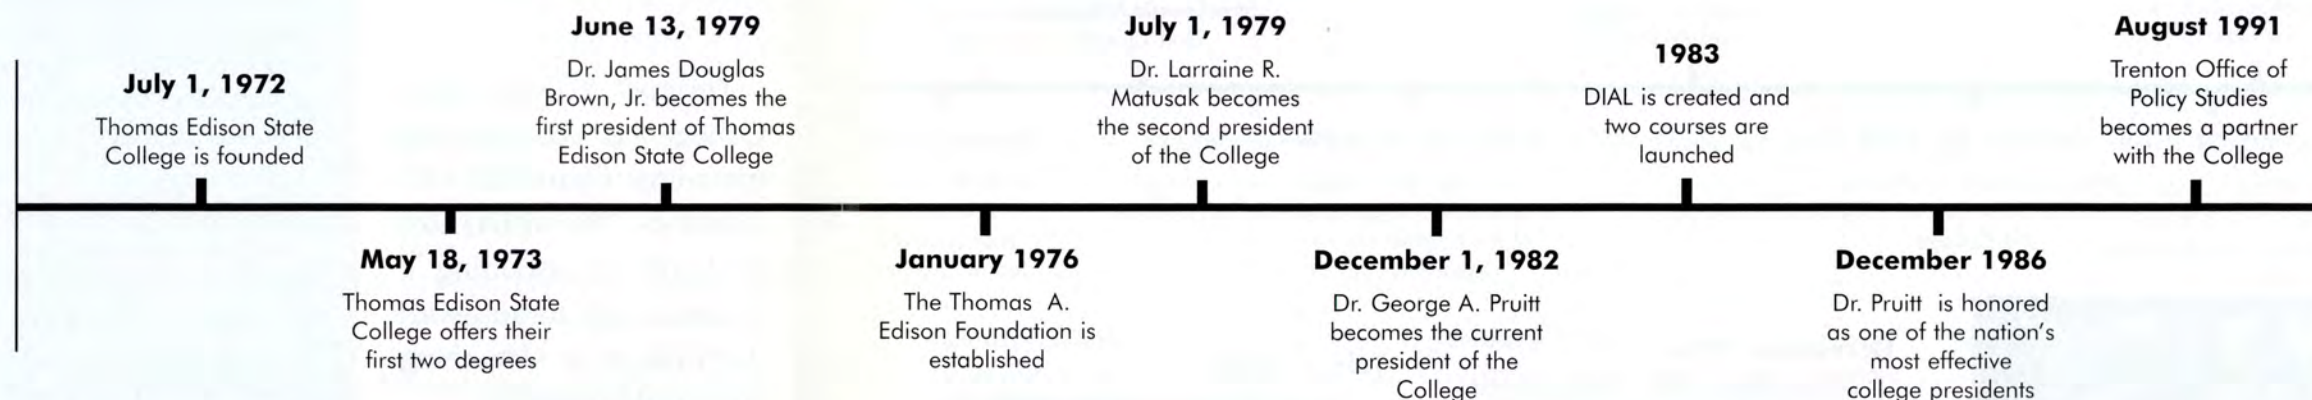 July 1, 1972
Thomas Edison State
College is founded
May 18, 1973
Thomas Edison State
College offers their
first two degrees
June 13, 1979
Dr. James Douglas
Brown, Jr. becomes the
first president of Thomas
Edison State College
January 1976
The Thomas A.
Edison Foundation is
established
July 1, 1979
Dr. Larraine R.
Matusak becomes
the second president
of the College
December 1, 1982
Dr. George A. Pruitt
becomes the current
president of the
College
1983
DIAL is created and
two courses are
launched
December 1986
Dr. Pruitt is honored
as one of the nation's
most effective
college presidents
August 1991
Trenton Office of
Policy Studies
becomes a partner
with the College